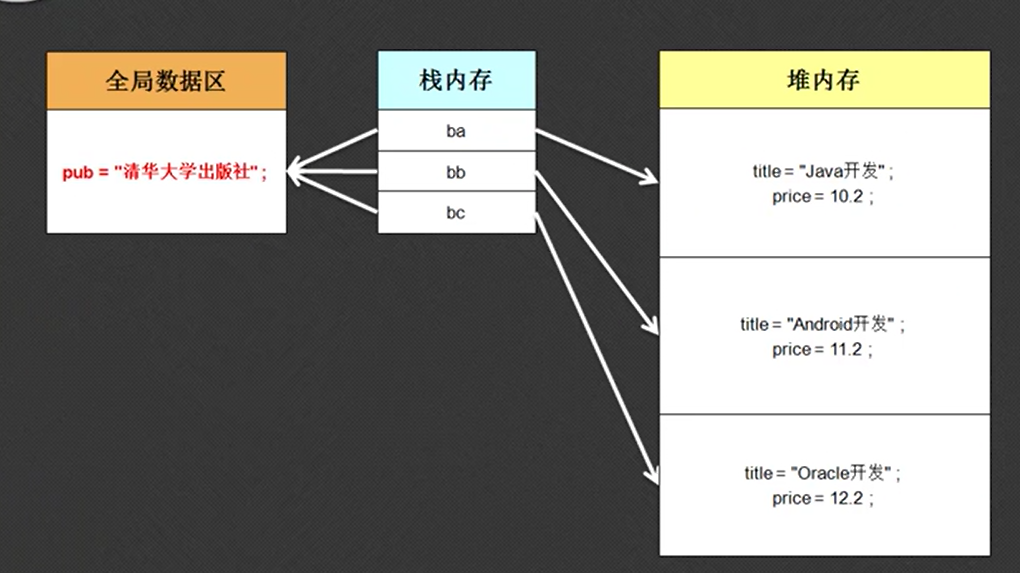 全局数据区
pub = "清华大学出版社" ;
栈内存
ba
bb
bc
堆内存
title = "Java开发" ;
price = 10.2 ;
title = "Android开发" ;
price = 11.2 ;
title = "Oracle开发" ;
price = 12.2 ;